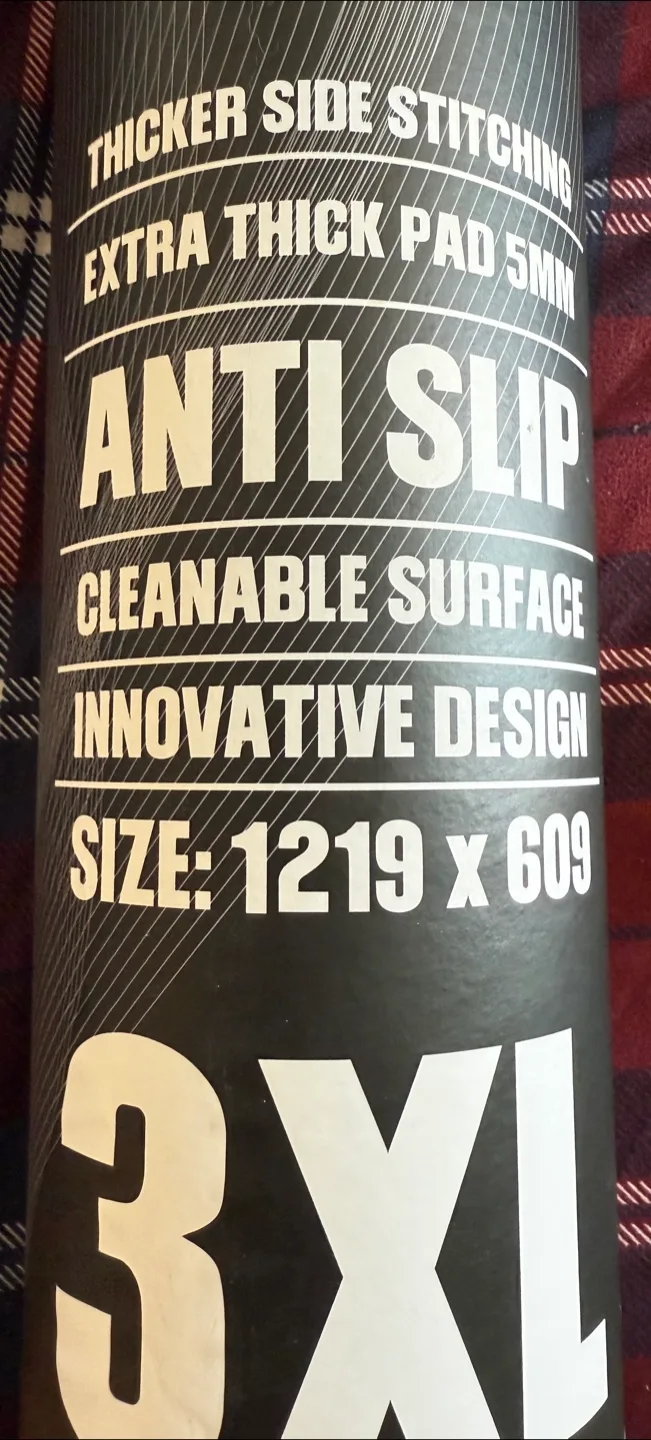 THICKER SIDE STITCHING
EXTRA THICK PAD 5MM
ANTI SLIP
CLEANABLE SURFACE
INNOVATIVE DESIGN
SIZE: 1219 x 609
3XL